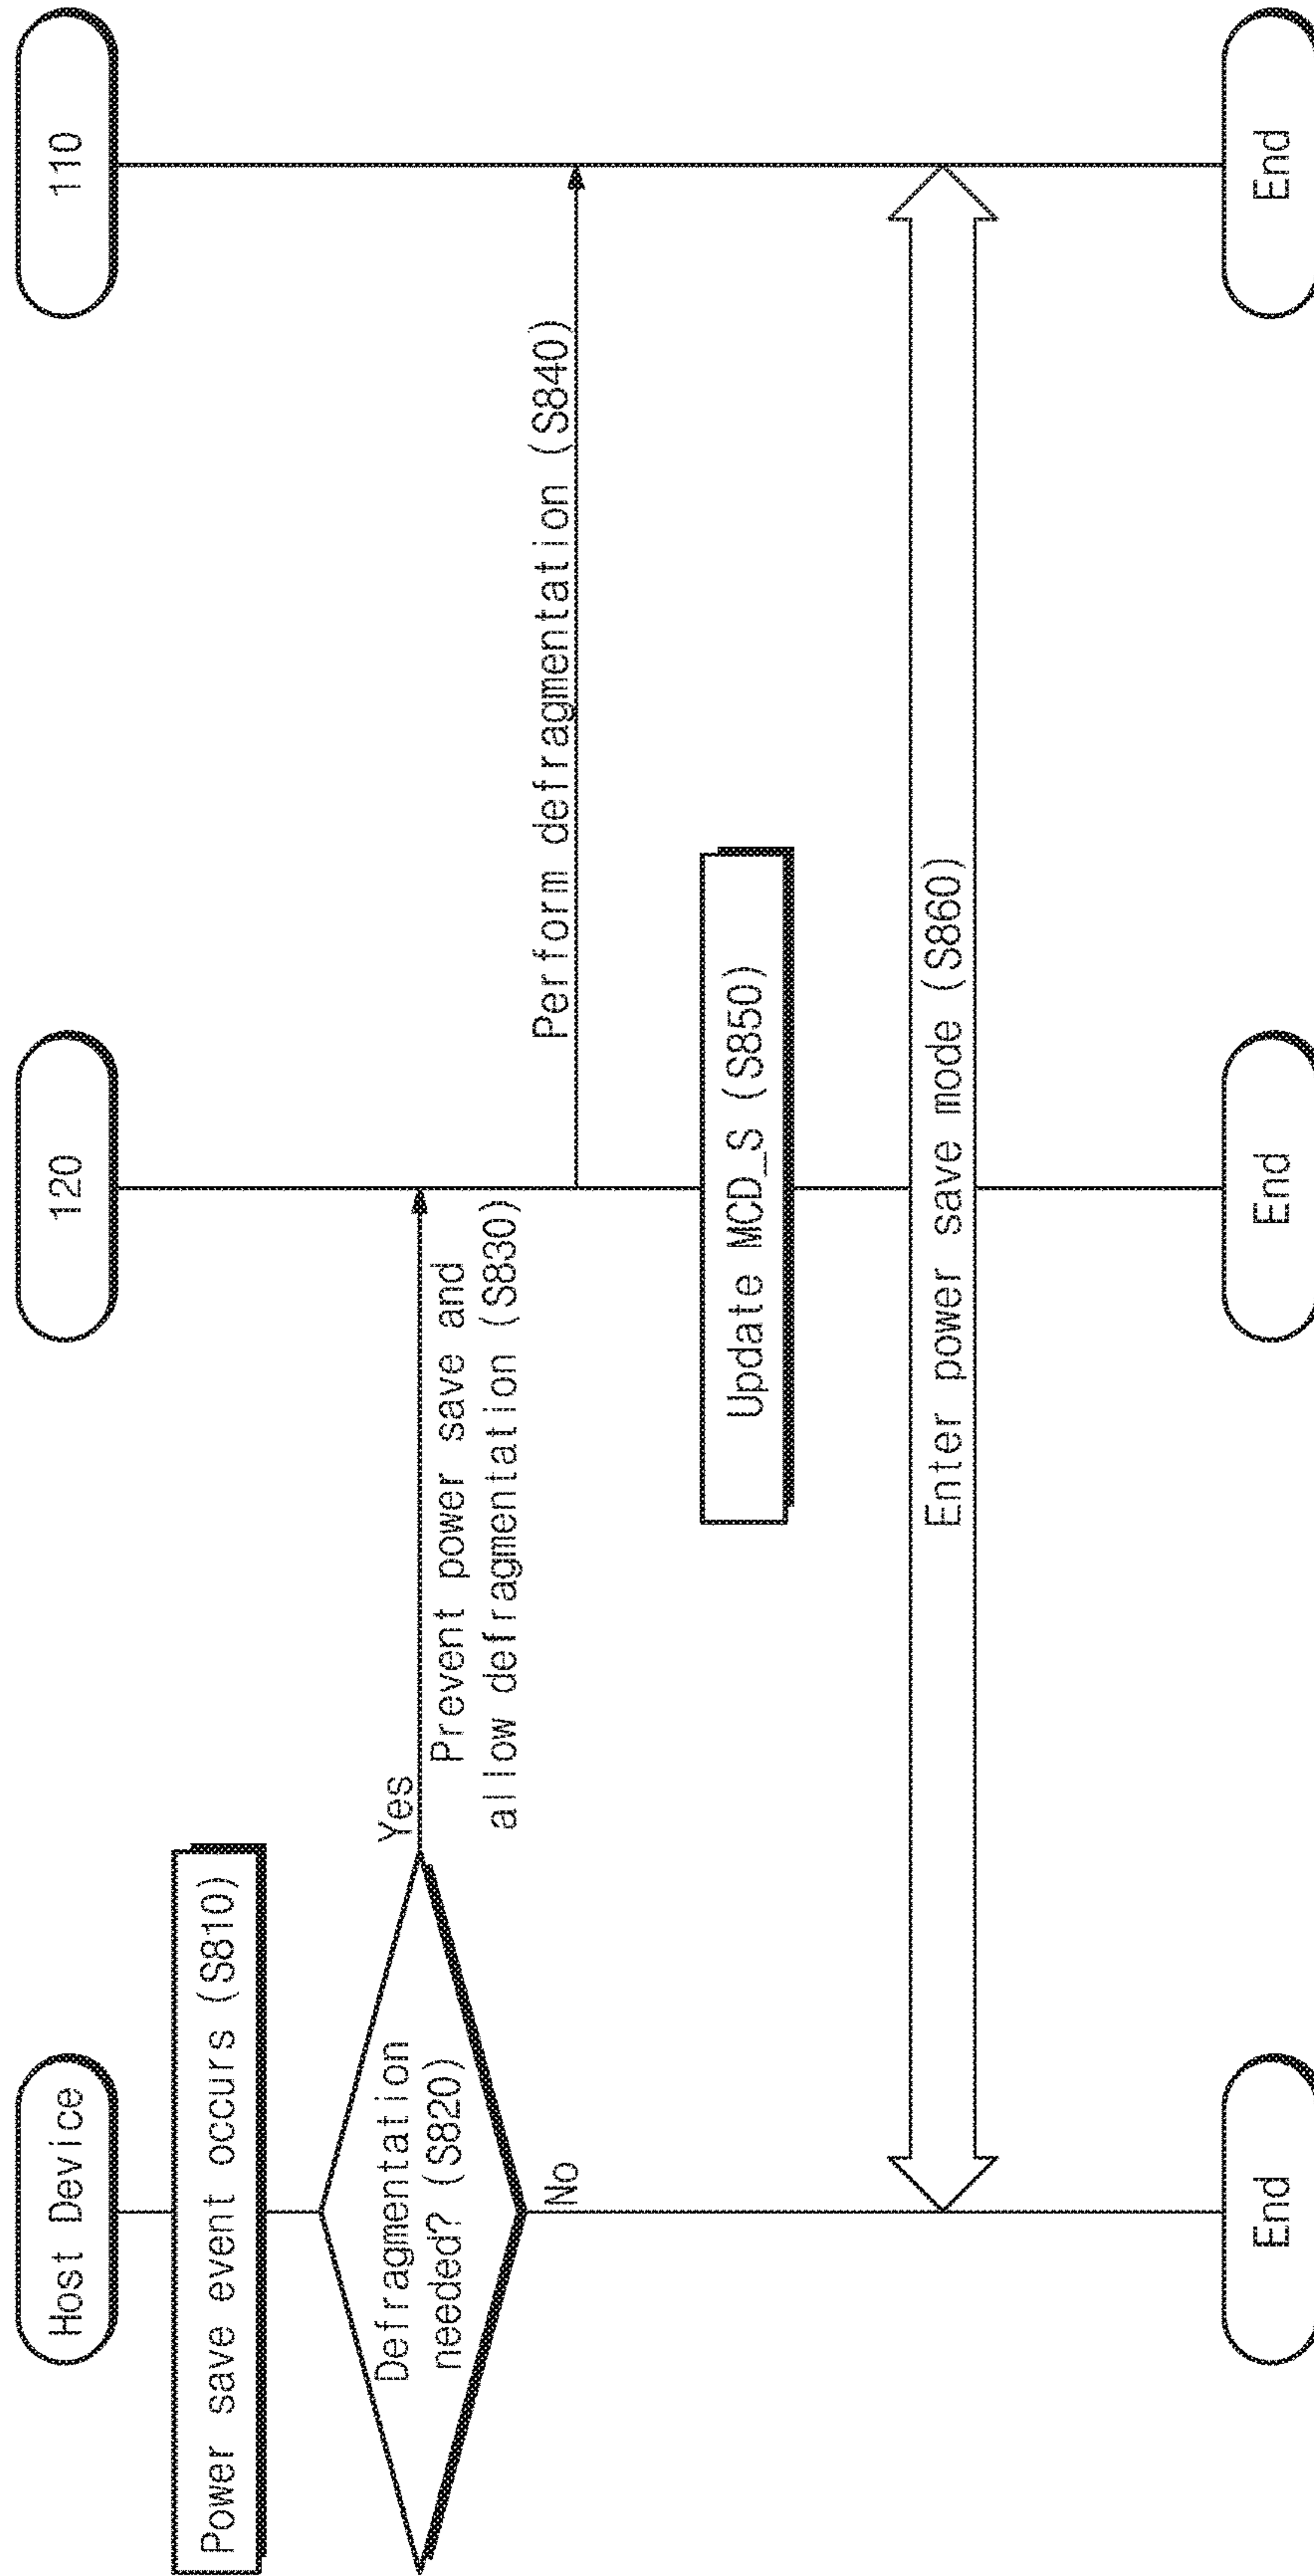 Host Device
120
110
Power save event occurs (S810)
Defragmentation
needed? (S820)
Yes
Prevent power save and
allow defragmentation (S830)
No
Perform defragmentation (S840)
Update MCD_S (S850)
Enter power save mode (S860)
End
End
End